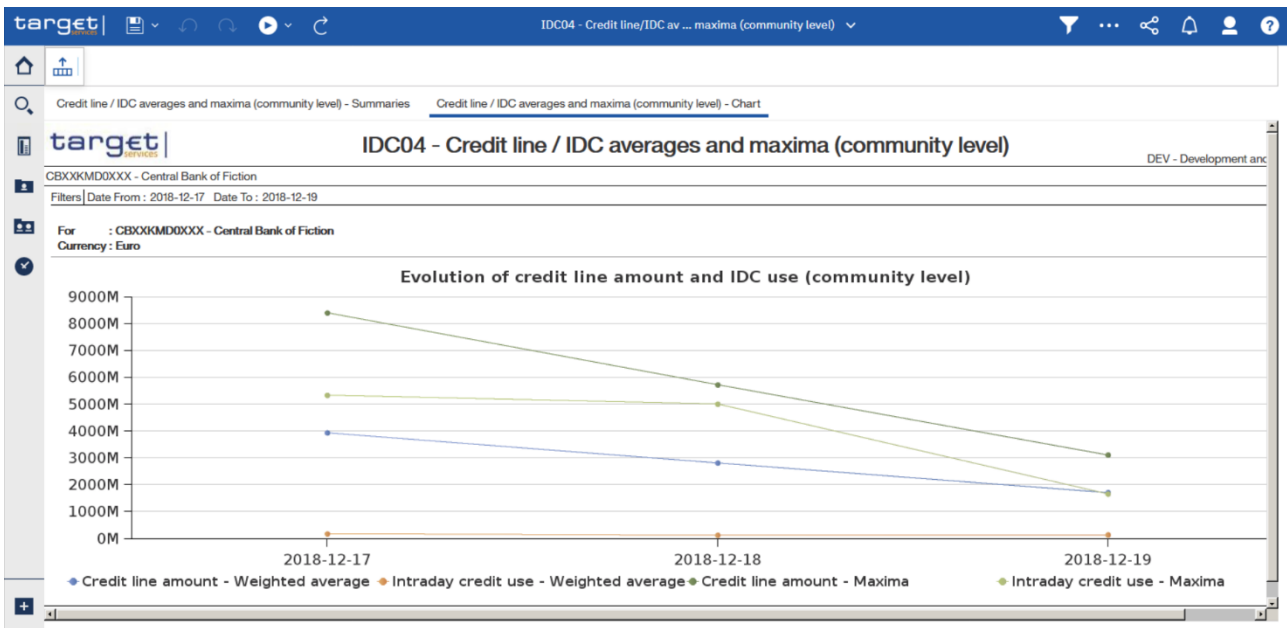 target|
services
IDC04 - Credit line/IDC av ... maxima (community level)
Credit line / IDC averages and maxima (community level) - Summaries
Credit line / IDC averages and maxima (community level) - Chart
target|
services
IDC04 - Credit line / IDC averages and maxima (community level)
DEV - Development and
CBXXKMD0XXX - Central Bank of Fiction
Filters Date From : 2018-12-17 Date To : 2018-12-19
For : CBXXKMD0XXX - Central Bank of Fiction
Currency : Euro
Evolution of credit line amount and IDC use (community level)
9000M
8000M
7000M
6000M
5000M
4000M
3000M
2000M
1000M
0M
2018-12-17 2018-12-18 2018-12-19
Credit line amount - Weighted average Intraday credit use - Weighted average Credit line amount - Maxima Intraday credit use - Maxima